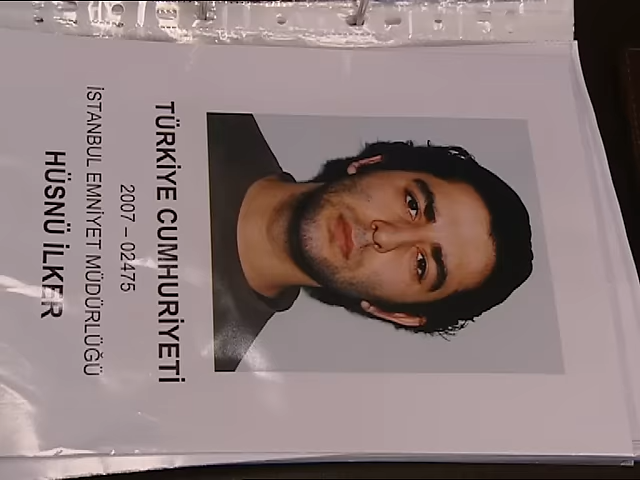 TÜRKİYE CUMHURİYETİ
2007 – 02475
İSTANBUL EMNİYET MÜDÜRLÜĞÜ
HÜSNÜ İLKER